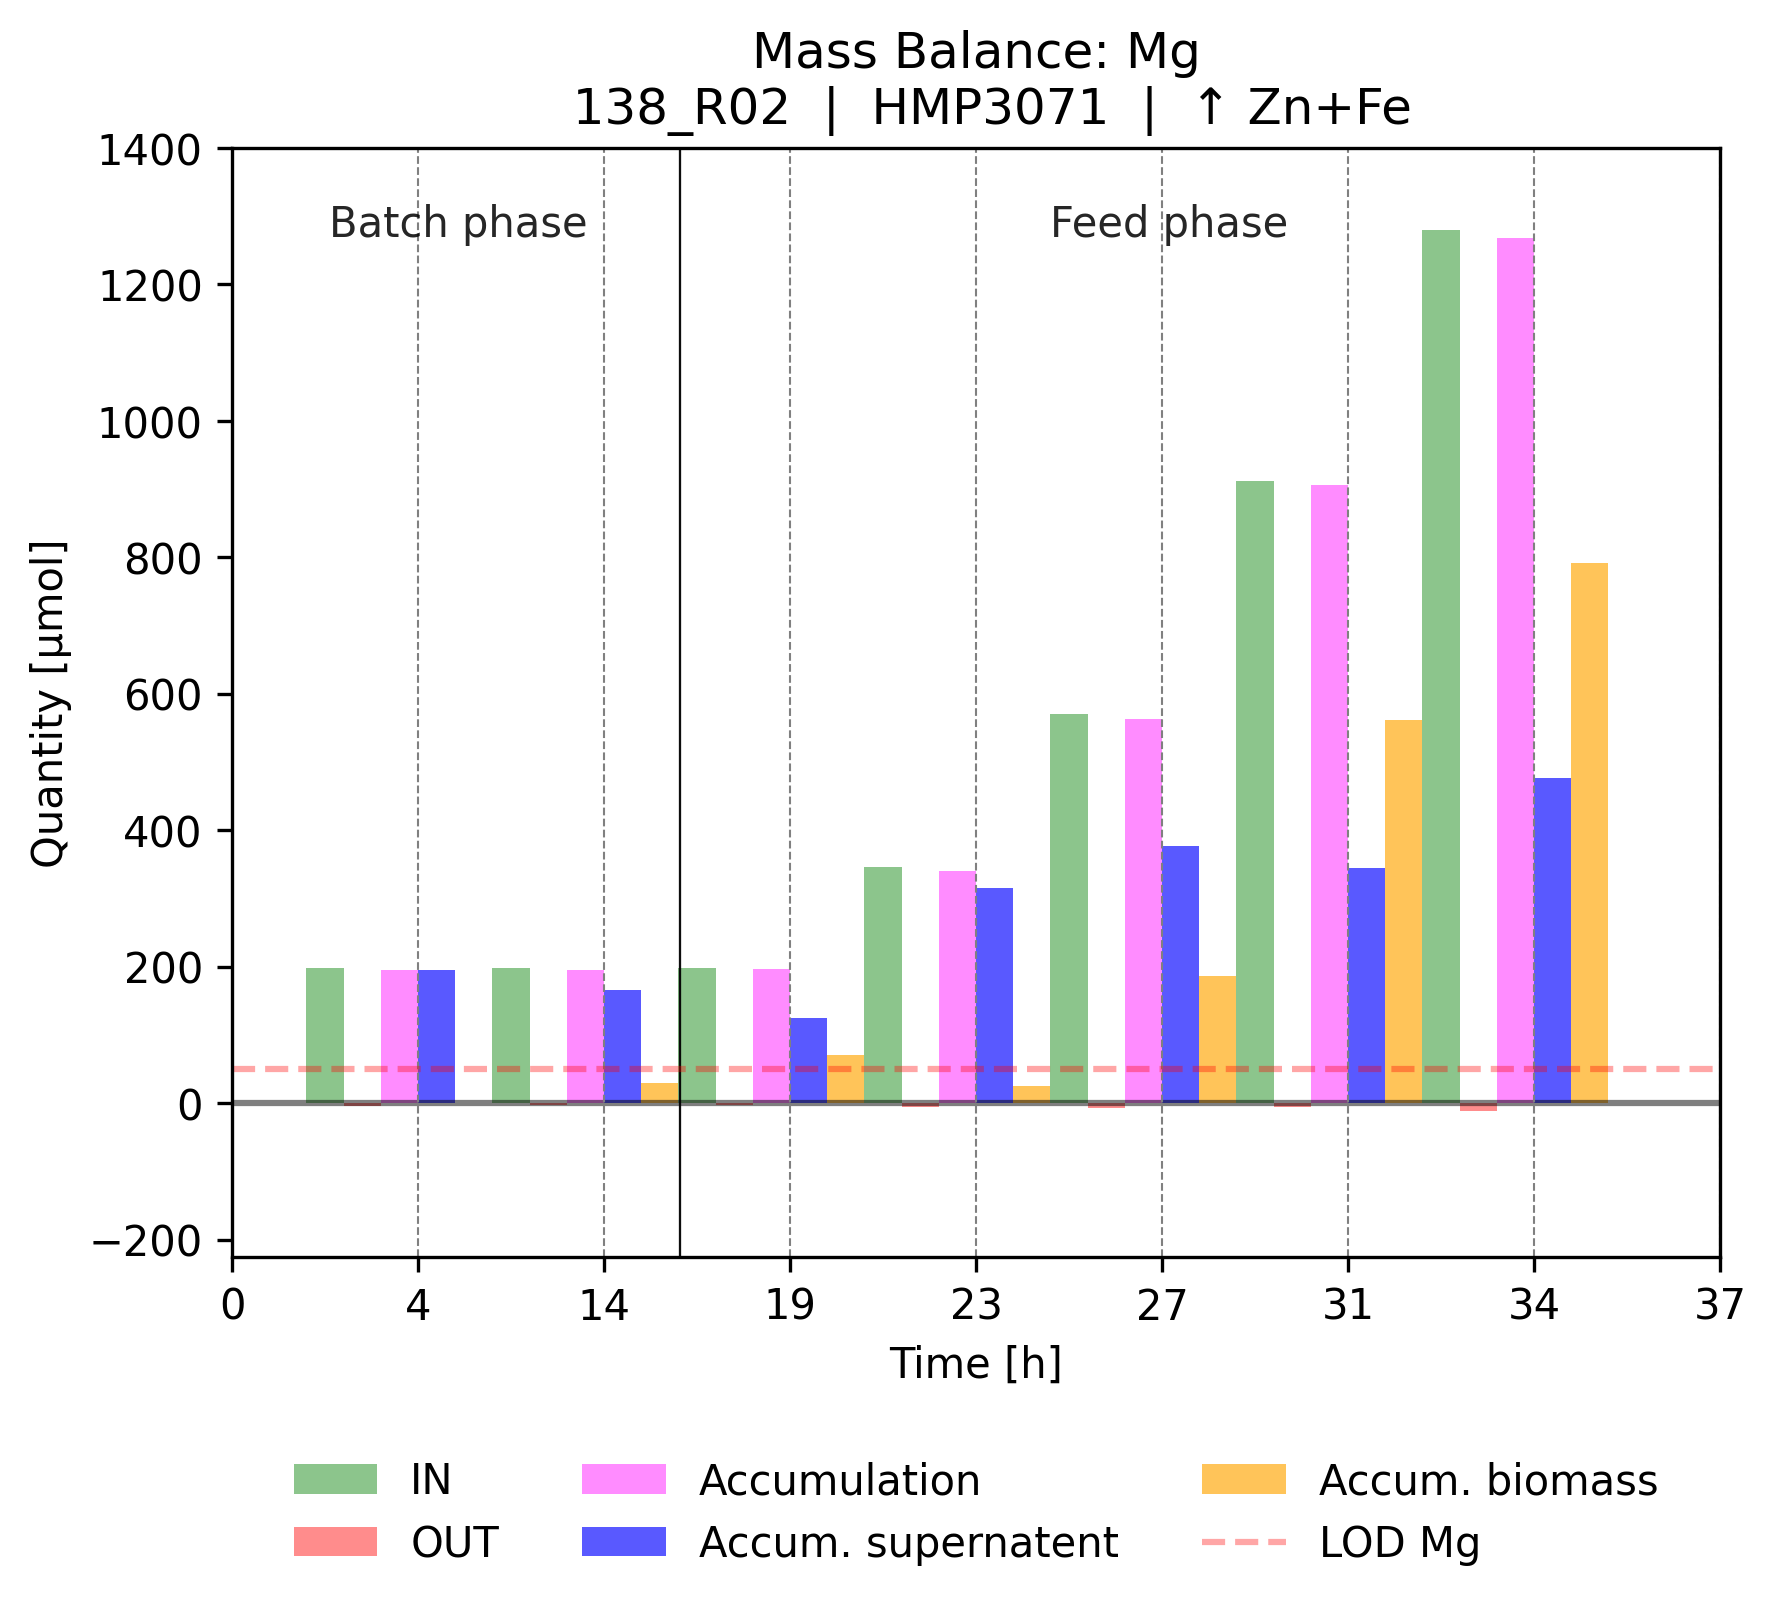 Mass Balance: Mg
138_R02 | HMP3071 | ↑ Zn+Fe
1400
1200
1000
800
600
400
200
0
−200
Quantity [µmol]
Batch phase
Feed phase
0 4 14 19 23 27 31 34 37
Time [h]
IN
OUT
Accumulation
Accum. supernatent
Accum. biomass
LOD Mg